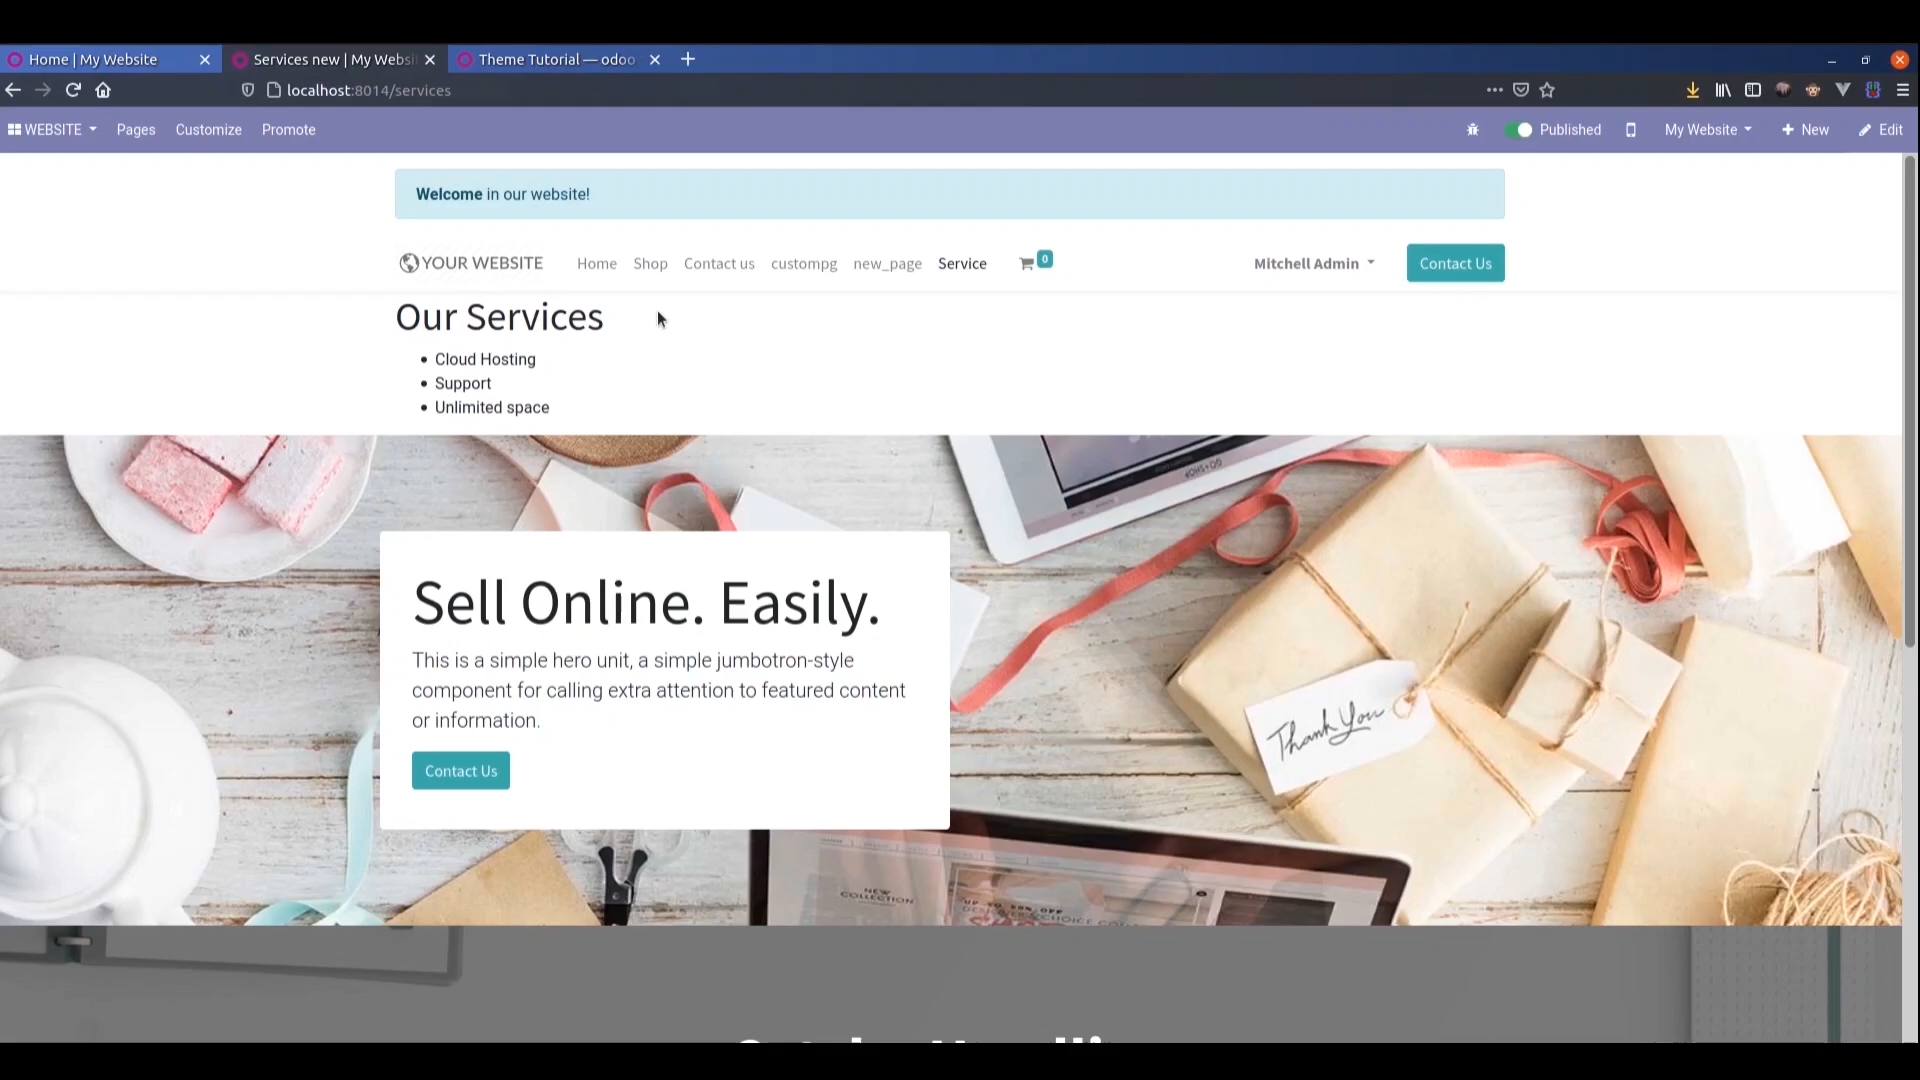 Home | My Website
Services new | My Websi
Theme Tutorial — odoo
localhost:8014/services
WEBSITE Pages Customize Promote
Published My Website New Edit
Welcome in our website!
YOUR WEBSITE Home Shop Contact us custompg new_page Service 0 Mitchell Admin Contact Us
Our Services
Cloud Hosting
Support
Unlimited space
Sell Online. Easily.
This is a simple hero unit, a simple jumbotron-style
component for calling extra attention to featured content
or information.
Contact Us
Thank You
NEW
COLLECTION